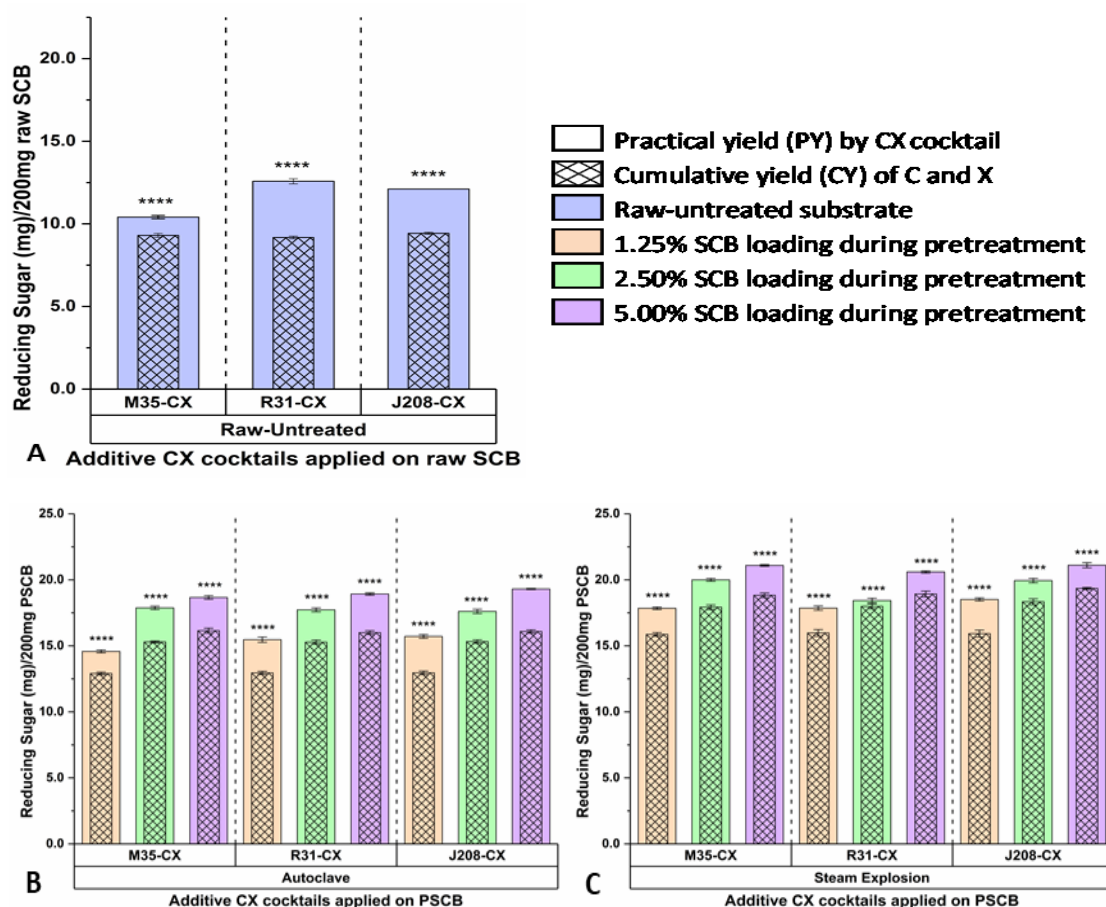 Reducing Sugar (mg)/200mg raw SCB
20.0
15.0
10.0
5.0
0.0
****
****
****
M35-CX R31-CX J208-CX
Raw-Untreated
A Additive CX cocktails applied on raw SCB
Practical yield (PY) by CX cocktail
Cumulative yield (CY) of C and X
Raw-untreated substrate
1.25% SCB loading during pretreatment
2.50% SCB loading during pretreatment
5.00% SCB loading during pretreatment
Reducing Sugar (mg)/200mg PSCB
25.0
20.0
15.0
10.0
5.0
0.0
**** **** **** **** **** **** **** **** ****
M35-CX R31-CX J208-CX
Autoclave
B Additive CX cocktails applied on PSCB
Reducing Sugar (mg)/200mg PSCB
25.0
20.0
15.0
10.0
5.0
0.0
**** **** **** **** **** **** **** **** ****
M35-CX R31-CX J208-CX
Steam Explosion
C Additive CX cocktails applied on PSCB